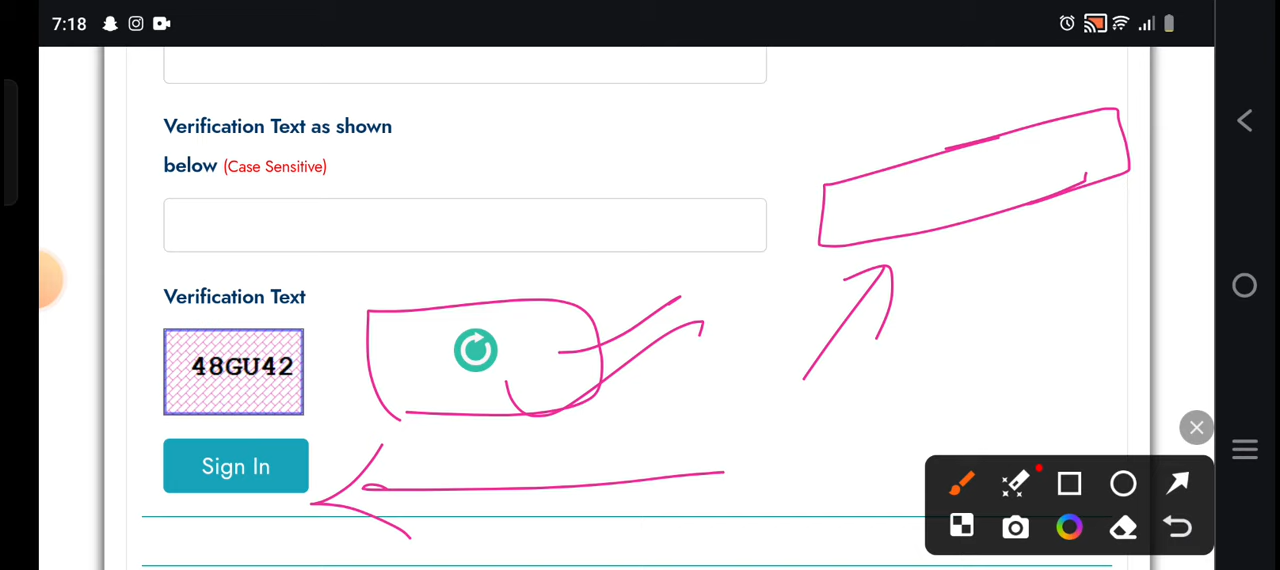 7:18
Verification Text as shown
below (Case Sensitive)
Verification Text
48GU42
Sign In